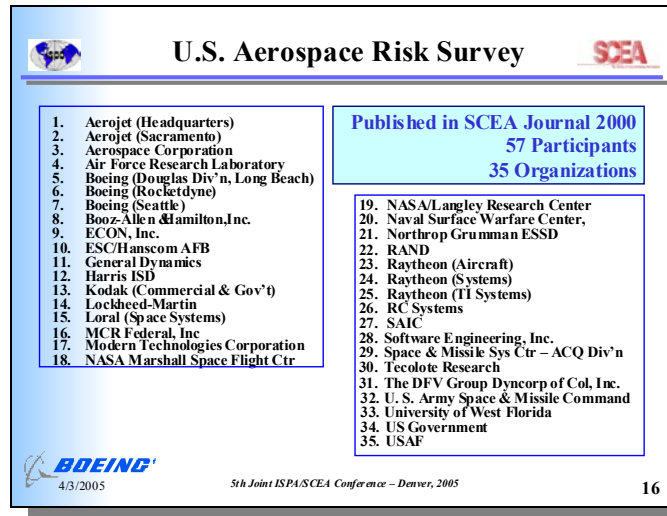 U.S. Aerospace Risk Survey
SCEA
1. Aerojet (Headquarters)
2. Aerojet (Sacramento)
3. Aerospace Corporation
4. Air Force Research Laboratory
5. Boeing (Douglas Div'n, Long Beach)
6. Boeing (Rocketdyne)
7. Boeing (Seattle)
8. Booz-Allen &Hamilton,Inc.
9. ECON, Inc.
10. ESC/Hanscom AFB
11. General Dynamics
12. Harris ISD
13. Kodak (Commercial & Gov't)
14. Lockheed-Martin
15. Loral (Space Systems)
16. MCR Federal, Inc
17. Modern Technologies Corporation
18. NASA Marshall Space Flight Ctr
Published in SCEA Journal 2000
57 Participants
35 Organizations
19. NASA/Langley Research Center
20. Naval Surface Warfare Center,
21. Northrop Grumman ESSD
22. RAND
23. Raytheon (Aircraft)
24. Raytheon (Systems)
25. Raytheon (TI Systems)
26. RC Systems
27. SAIC
28. Software Engineering, Inc.
29. Space & Missile Sys Ctr – ACQ Div'n
30. Tecolote Research
31. The DFV Group Dyncorp of Col, Inc.
32. U. S. Army Space & Missile Command
33. University of West Florida
34. US Government
35. USAF
BOEING
4/3/2005
5th Joint ISPA/SCEA Conference – Denver, 2005
16